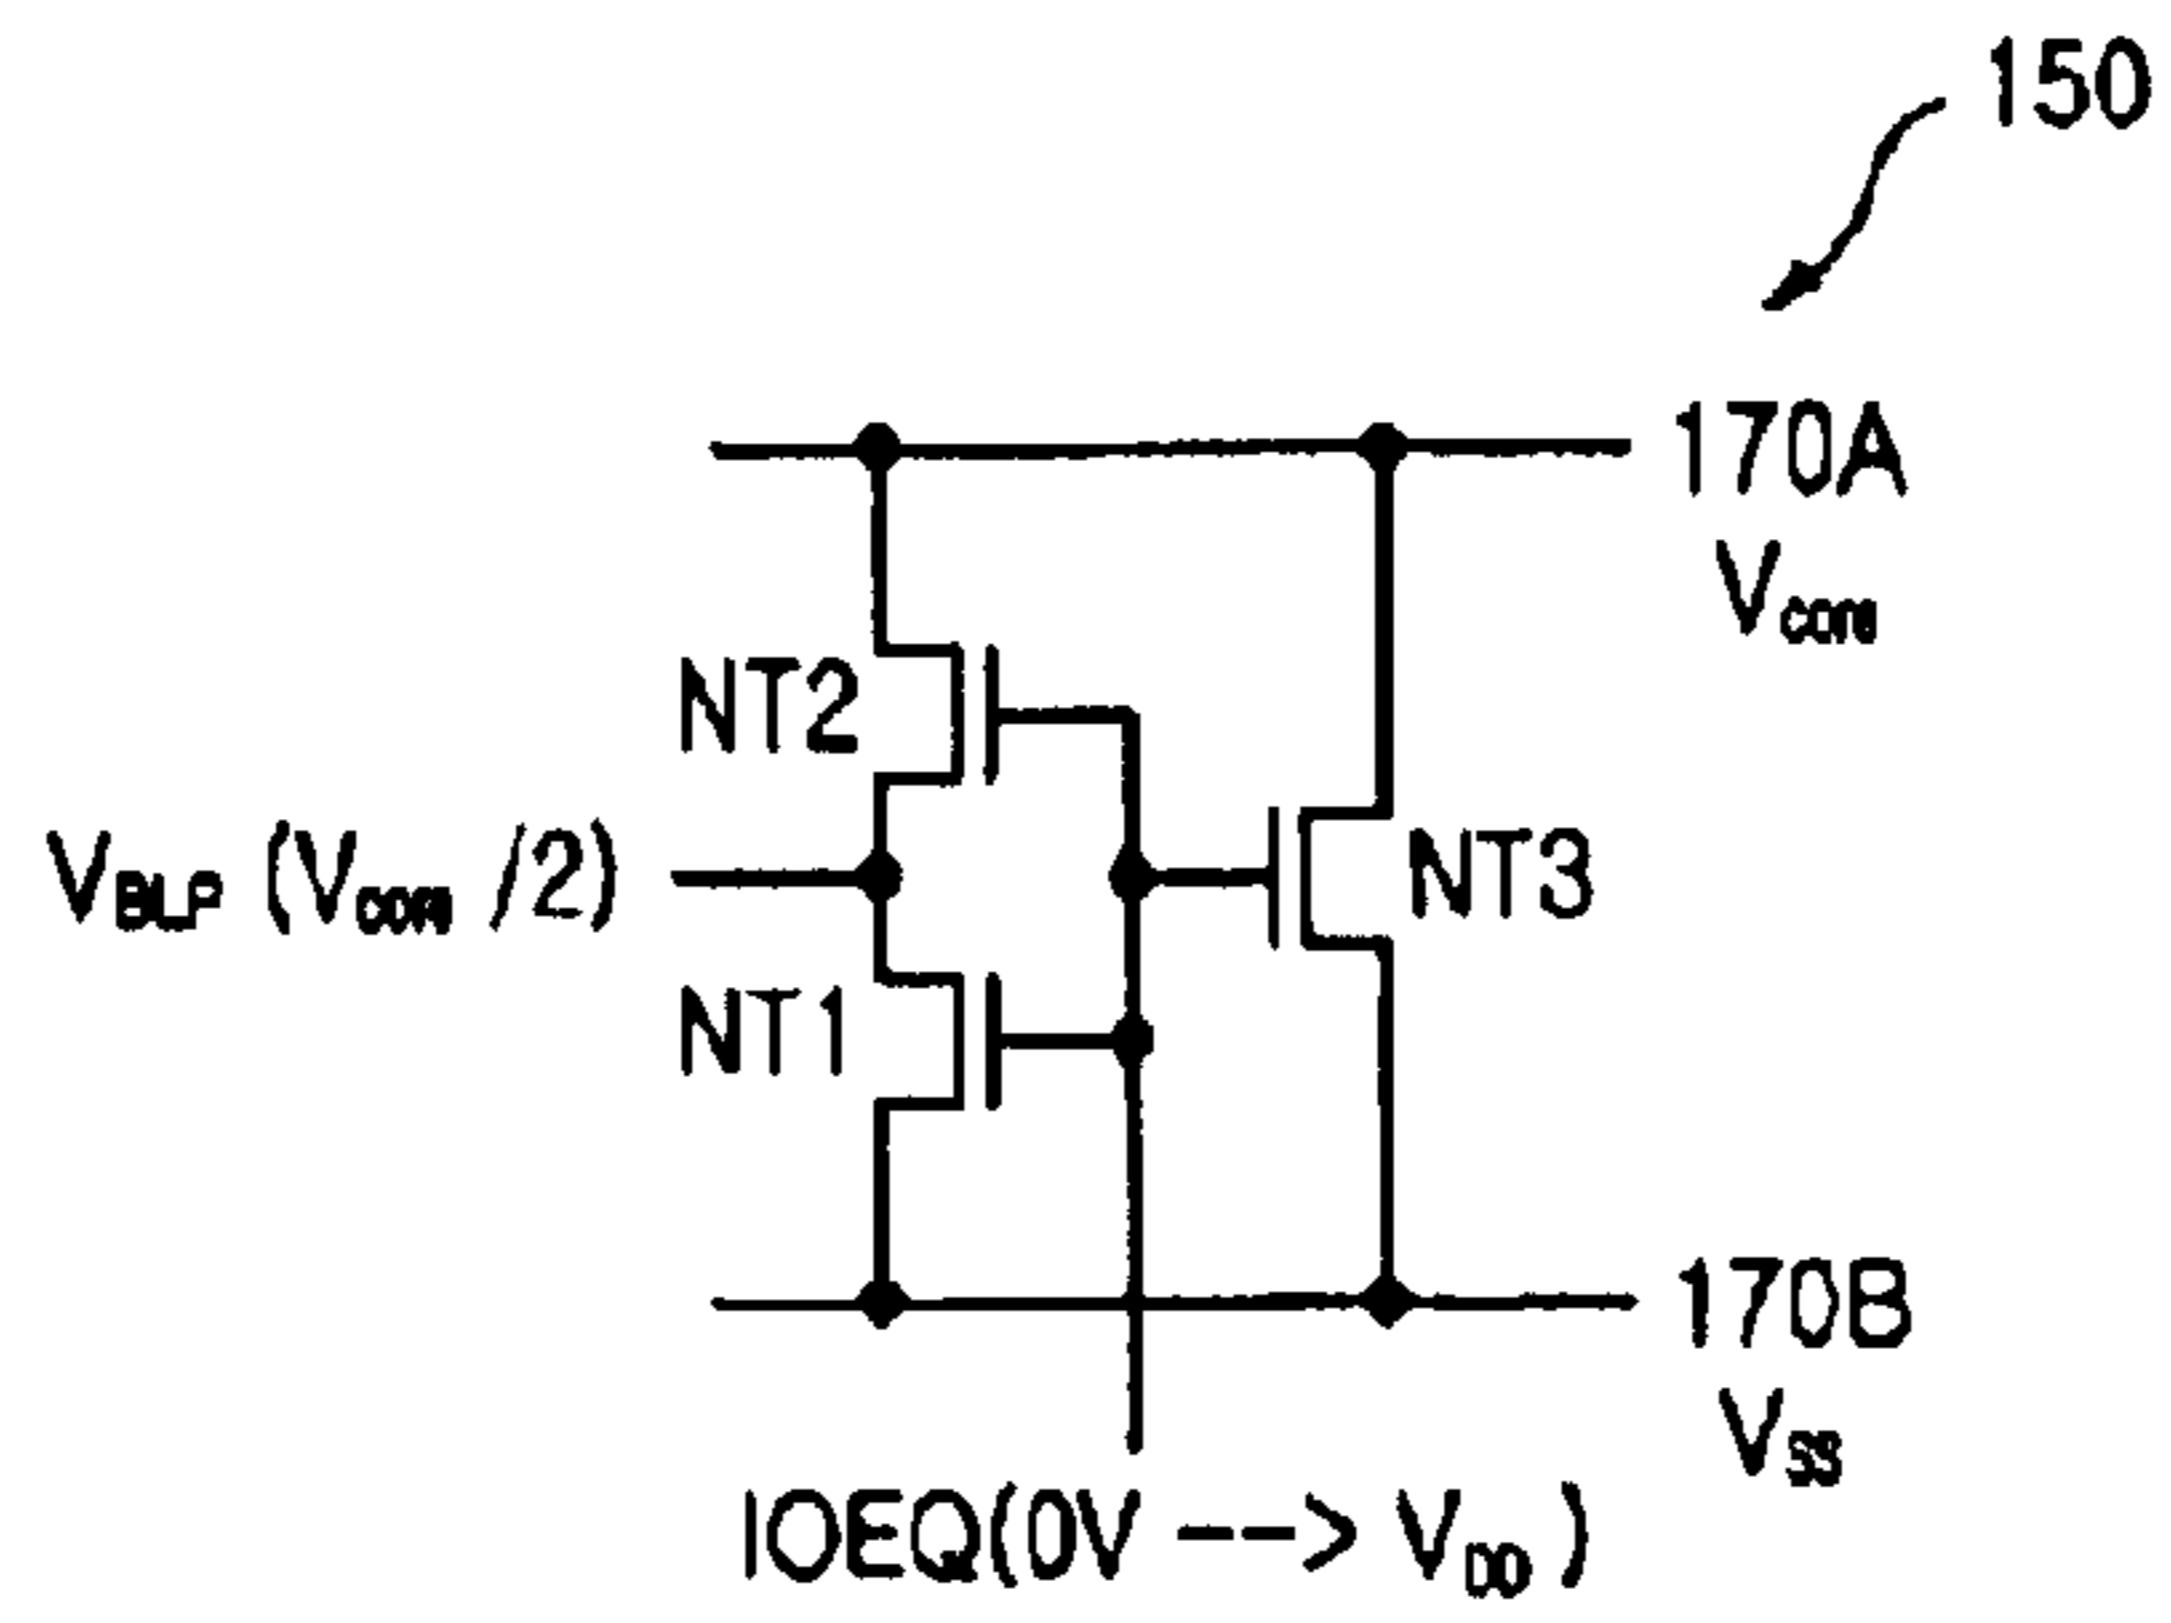 150
170A
Vcore
NT2
VBLP (Vcore /2)
NT3
NT1
170B
VSS
IOEQ(0V --> VDD )